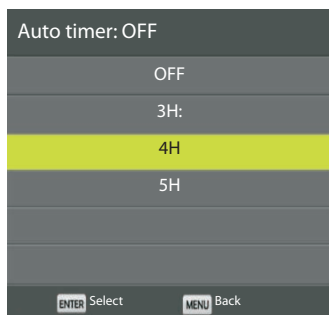 Auto timer: OFF
OFF
3H:
4H
5H
ENTER Select MENU Back